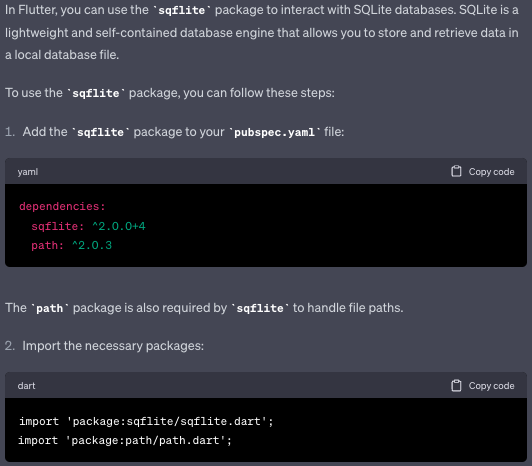 In Flutter, you can use the `sqflite` package to interact with SQLite databases. SQLite is a
lightweight and self-contained database engine that allows you to store and retrieve data in
a local database file.
To use the `sqflite` package, you can follow these steps:
1. Add the `sqflite` package to your `pubspec.yaml` file:
yaml Copy code
dependencies:
  sqflite: ^2.0.0+4
  path: ^2.0.3
The `path` package is also required by `sqflite` to handle file paths.
2. Import the necessary packages:
dart Copy code
import 'package:sqflite/sqflite.dart';
import 'package:path/path.dart';